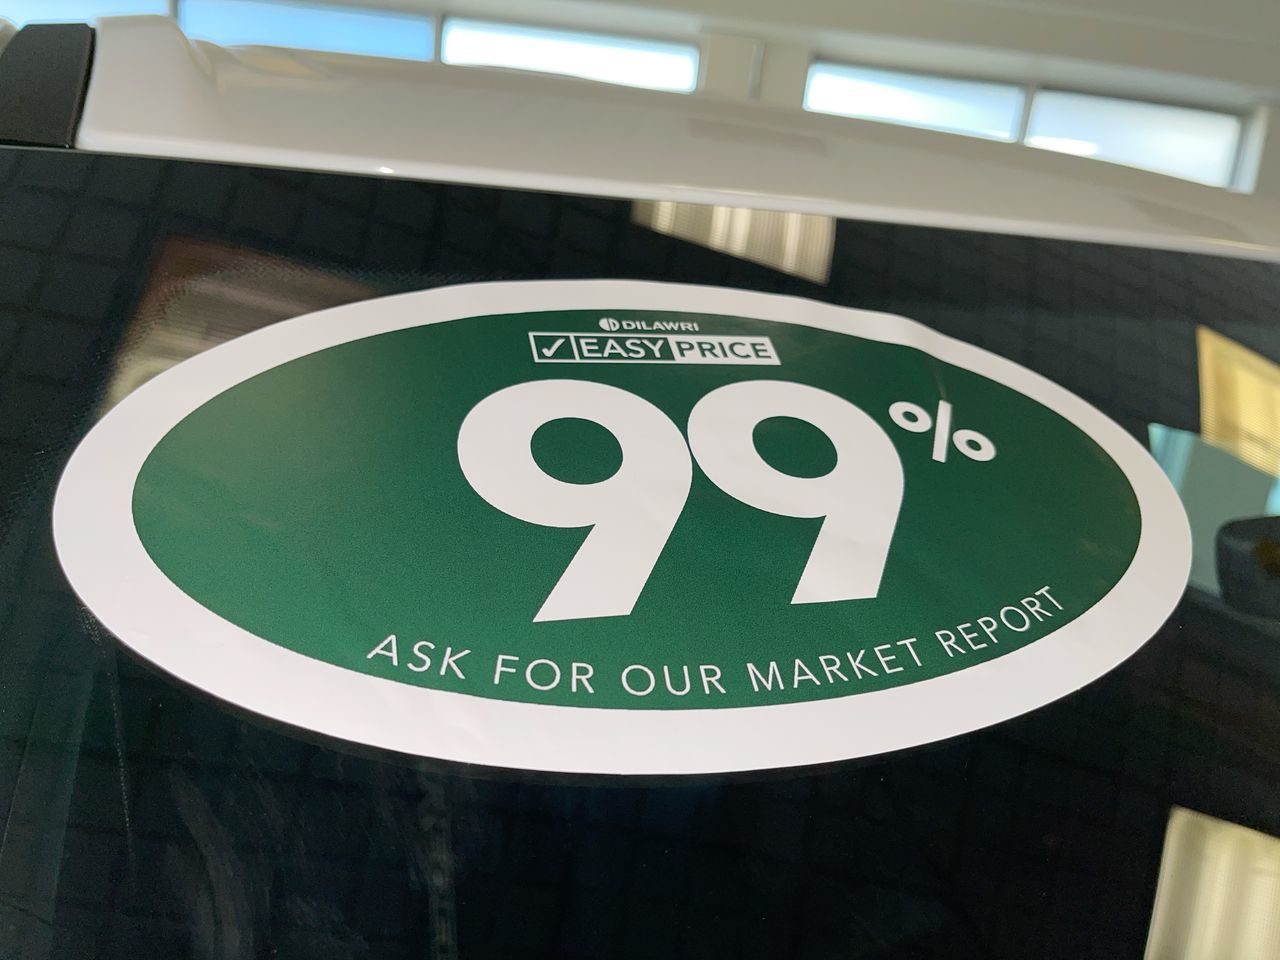 DILAWRI
EASY PRICE
99%
ASK FOR OUR MARKET REPORT